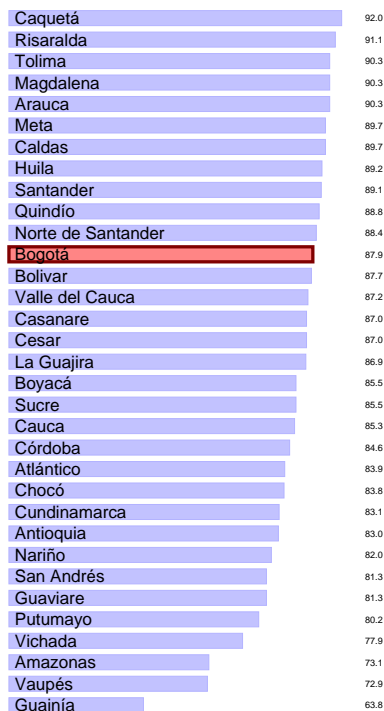 Caquetá 92.0
Risaralda 91.1
Tolima 90.3
Magdalena 90.3
Arauca 90.3
Meta 89.7
Caldas 89.7
Huila 89.2
Santander 89.1
Quindío 88.8
Norte de Santander 88.4
Bogotá 87.9
Bolivar 87.7
Valle del Cauca 87.2
Casanare 87.0
Cesar 87.0
La Guajira 86.9
Boyacá 85.5
Sucre 85.5
Cauca 85.3
Córdoba 84.6
Atlántico 83.9
Chocó 83.8
Cundinamarca 83.1
Antioquia 83.0
Nariño 82.0
San Andrés 81.3
Guaviare 81.3
Putumayo 80.2
Vichada 77.9
Amazonas 73.1
Vaupés 72.9
Guainía 63.8